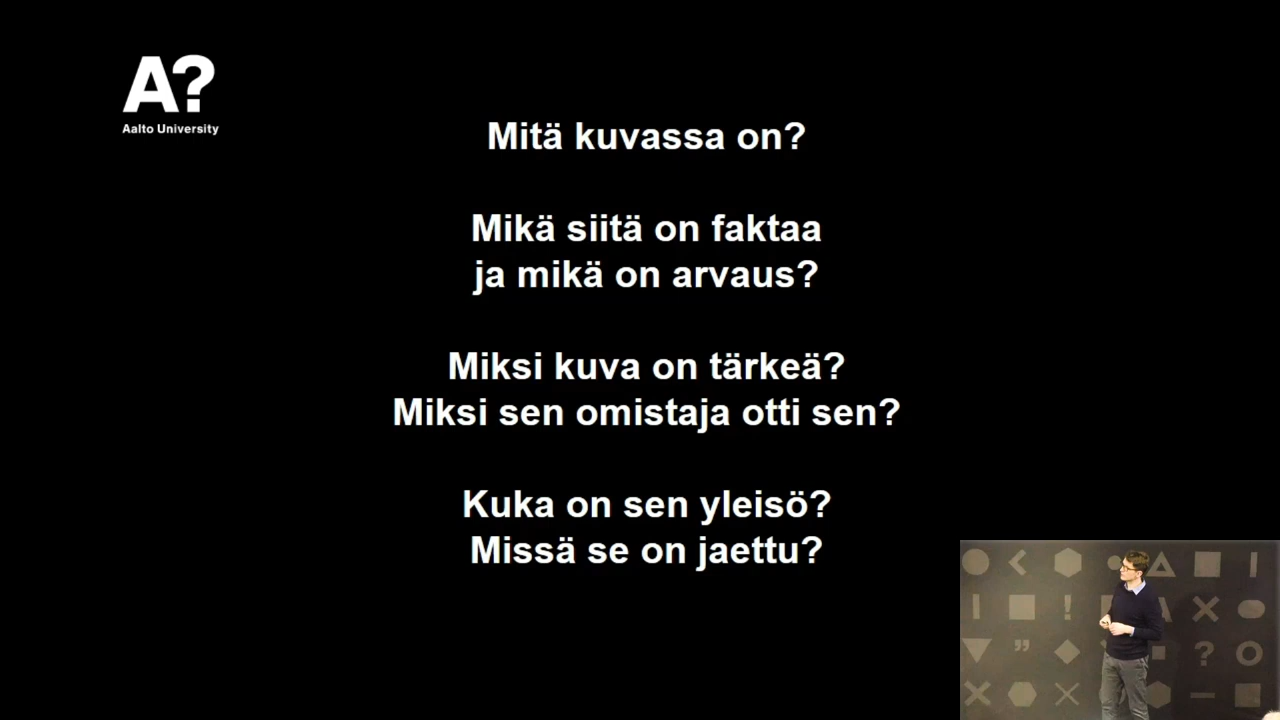 A?
Aalto University
Mitä kuvassa on?
Mikä siitä on faktaa
ja mikä on arvaus?
Miksi kuva on tärkeä?
Miksi sen omistaja otti sen?
Kuka on sen yleisö?
Missä se on jaettu?